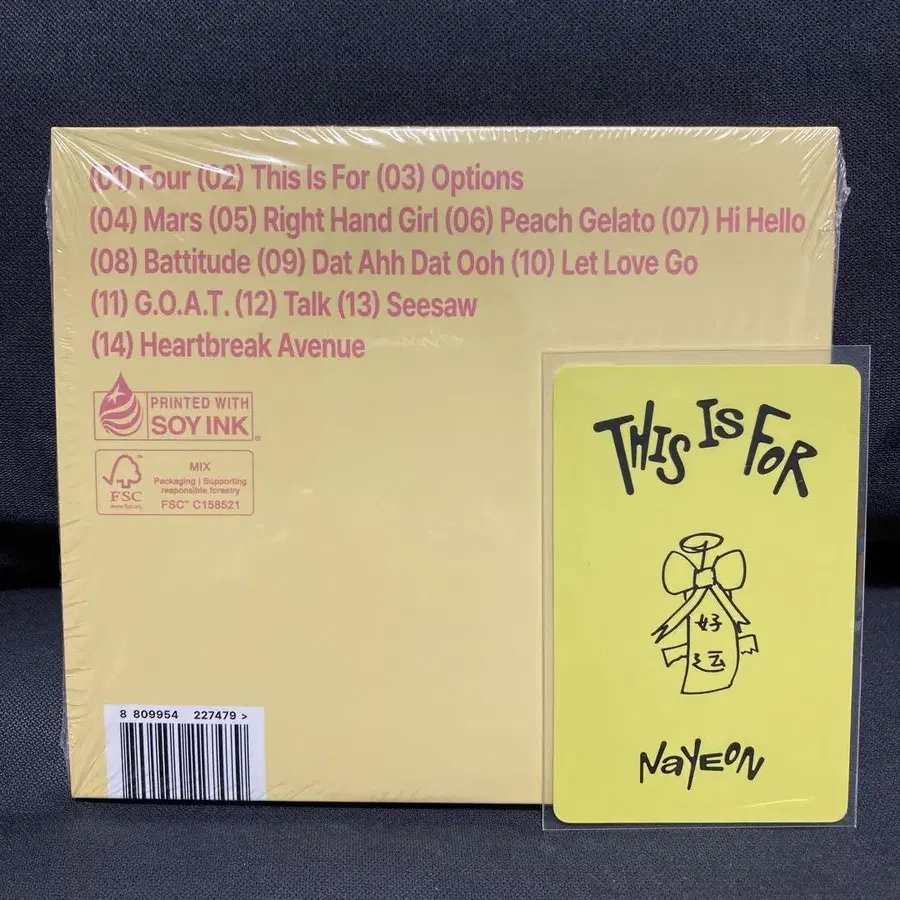 (01) Four (02) This Is For (03) Options
(04) Mars (05) Right Hand Girl (06) Peach Gelato (07) Hi Hello
(08) Battitude (09) Dat Ahh Dat Ooh (10) Let Love Go
(11) G.O.A.T. (12) Talk (13) Seesaw
(14) Heartbreak Avenue
PRINTED WITH
SOY INK
MIX
Packaging | Supporting
responsible forestry
FSC
www.fsc.org
FSC™ C158521
8 809954 227479 >
THIS IS FOR
好
运
NAYEON